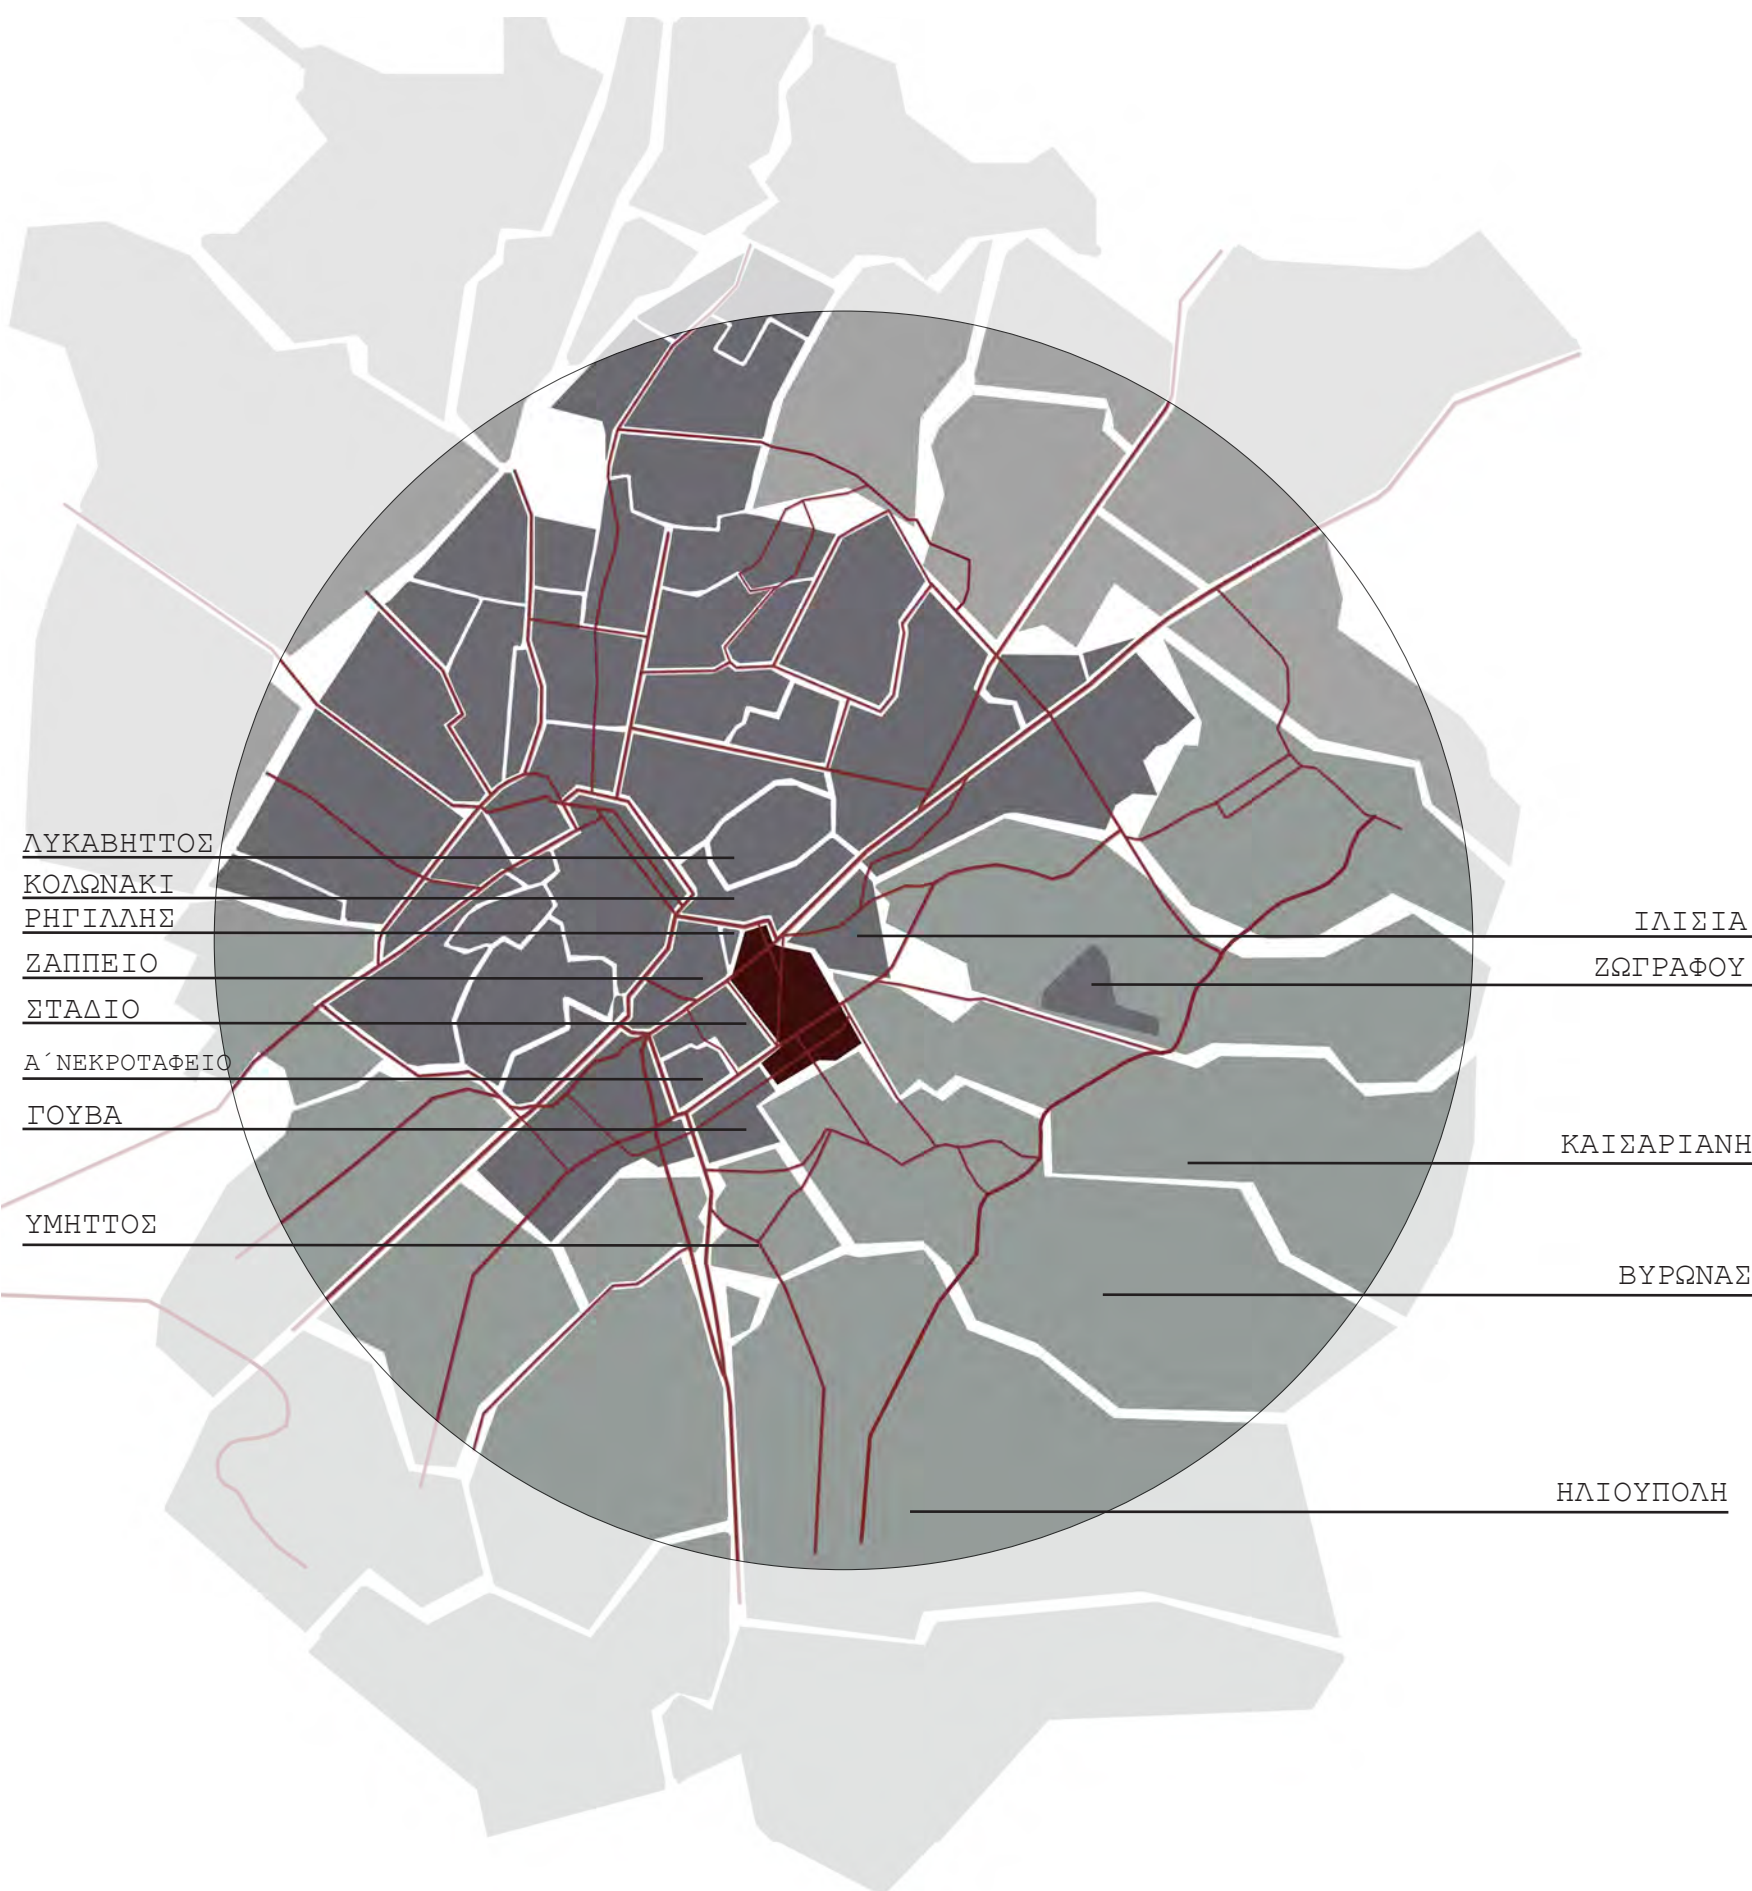 ΛΥΚΑΒΗΤΤΟΣ
ΚΟΛΩΝΑΚΙ
ΡΗΓΙΛΛΗΣ
ΖΑΠΠΕΙΟ
ΣΤΑΔΙΟ
Α΄ΝΕΚΡΟΤΑΦΕΙΟ
ΓΟΥΒΑ
ΥΜΗΤΤΟΣ
ΙΛΙΣΙΑ
ΖΩΓΡΑΦΟΥ
ΚΑΙΣΑΡΙΑΝΗ
ΒΥΡΩΝΑΣ
ΗΛΙΟΥΠΟΛΗ